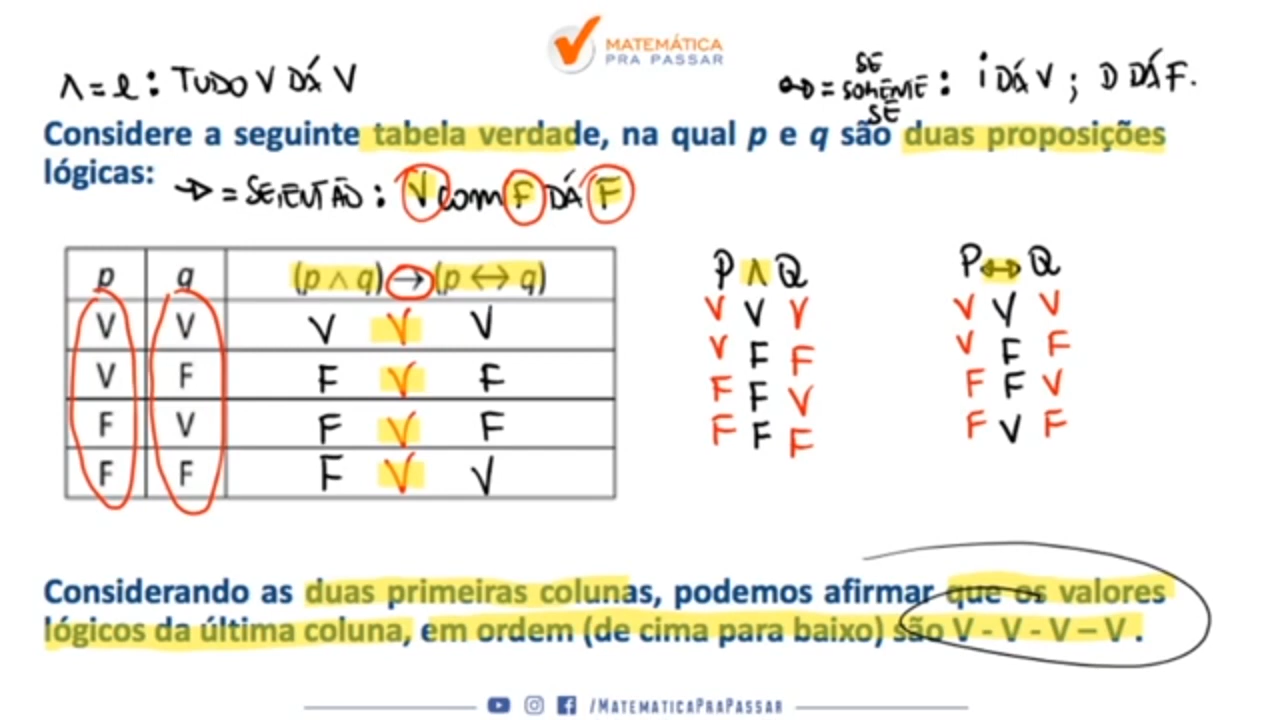 MATEMÁTICA
PRA PASSAR
∧ = e : TUDO V DÁ V
↔ = SE SOMENTE SE : i DÁ V ; D DÁ F.
Considere a seguinte tabela verdade, na qual p e q são duas proposições
lógicas:
→ = SE, ENTÃO : V com F DÁ F
p q (p ∧ q) → (p ↔ q)
V V V V V
V F F V F
F V F V F
F F F V V
P ∧ Q
V V V
V F F
F F V
F F F
P ↔ Q
V V V
V F F
F F V
F V F
Considerando as duas primeiras colunas, podemos afirmar que os valores
lógicos da última coluna, em ordem (de cima para baixo) são V - V - V – V .
/MATEMATICAPRAPASSAR